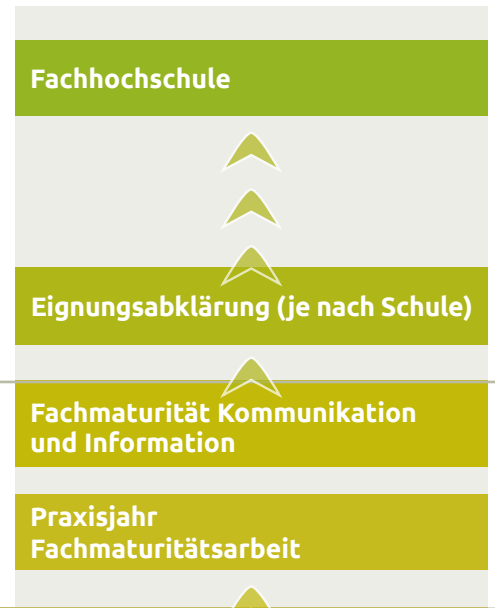 Fachhochschule
Eignungsabklärung (je nach Schule)
Fachmaturität Kommunikation
und Information
Praxisjahr
Fachmaturitätsarbeit